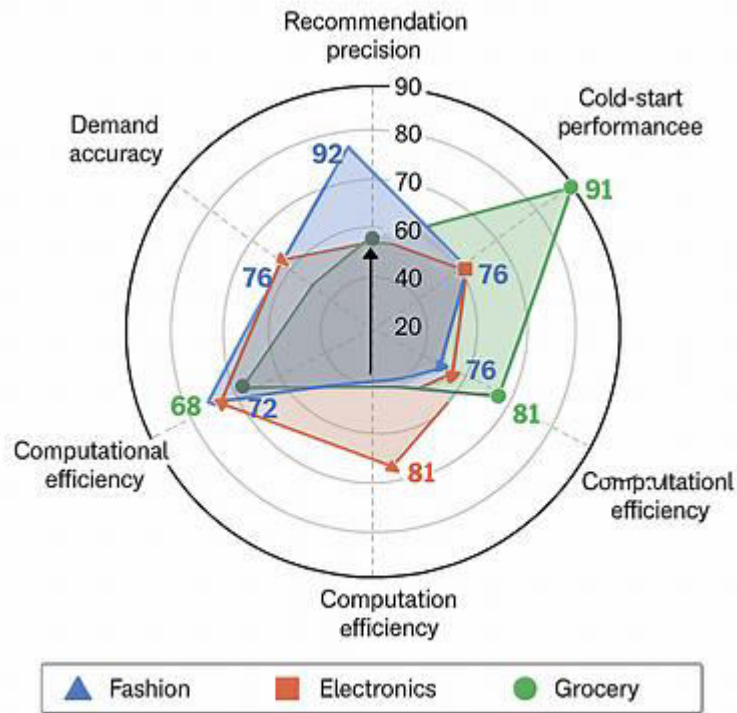 Recommendation
precision
90
Cold-start
performancee
Demand
accuracy
80
92
70
91
60
76
76
40
20
76
68
72
81
81
Computational
efficiency
efficiency
Computation
efficiency
Fashion
Electronics
Grocery